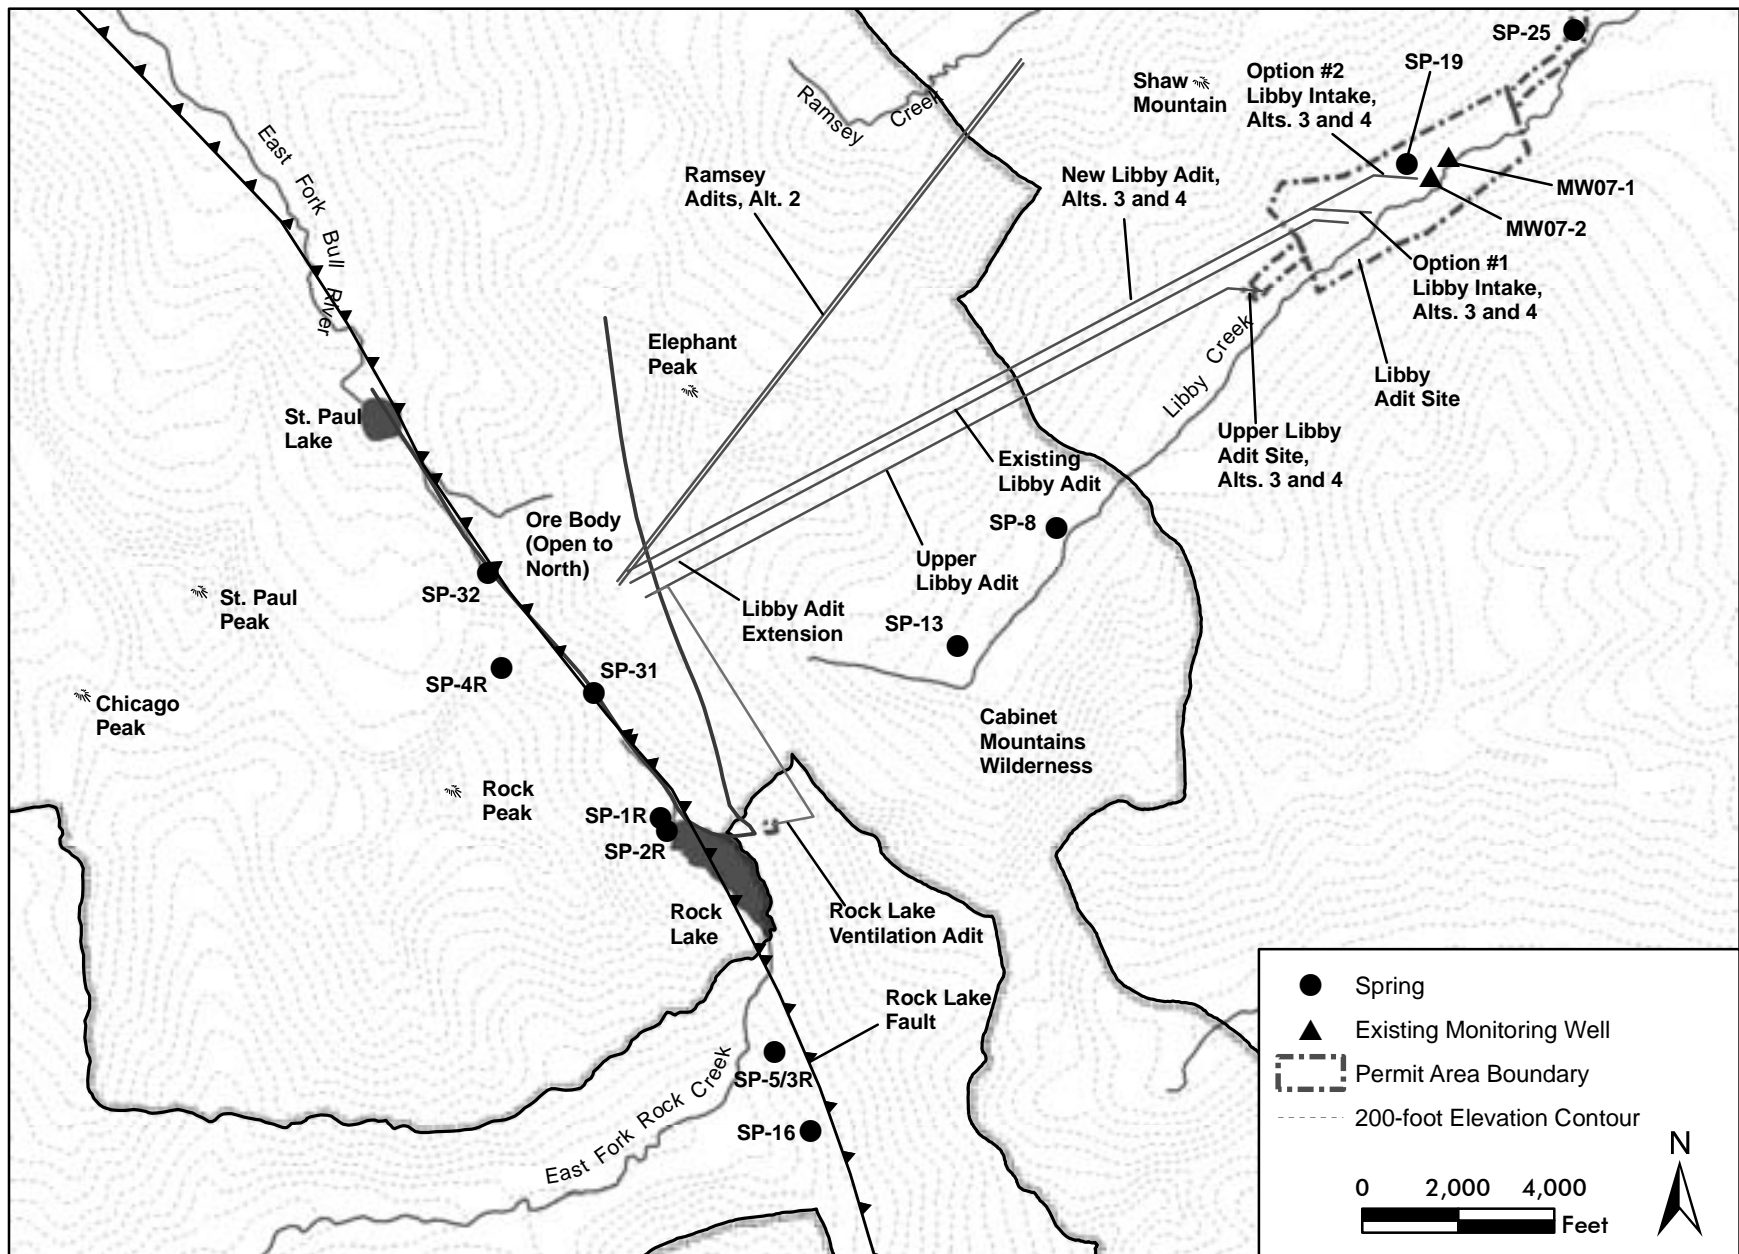 SP-25
SP-19
Option #2
Libby Intake,
Alts. 3 and 4
Shaw
Mountain
Ramsey Creek
East Fork Bull River
Ramsey
Adits, Alt. 2
New Libby Adit,
Alts. 3 and 4
MW07-1
MW07-2
Option #1
Libby Intake,
Alts. 3 and 4
Libby Creek
Elephant
Peak
Libby
Adit Site
St. Paul
Lake
Upper Libby
Adit Site,
Alts. 3 and 4
Existing
Libby Adit
Ore Body
(Open to
North)
SP-8
Upper
Libby Adit
SP-32
St. Paul
Peak
Libby Adit
Extension
SP-13
SP-4R
SP-31
Chicago
Peak
Cabinet
Mountains
Wilderness
Rock
Peak
SP-1R
SP-2R
Rock
Lake
Rock Lake
Ventilation Adit
Rock Lake
Fault
SP-5/3R
East Fork Rock Creek
SP-16
Spring
Existing Monitoring Well
Permit Area Boundary
200-foot Elevation Contour
N
0 2,000 4,000
Feet